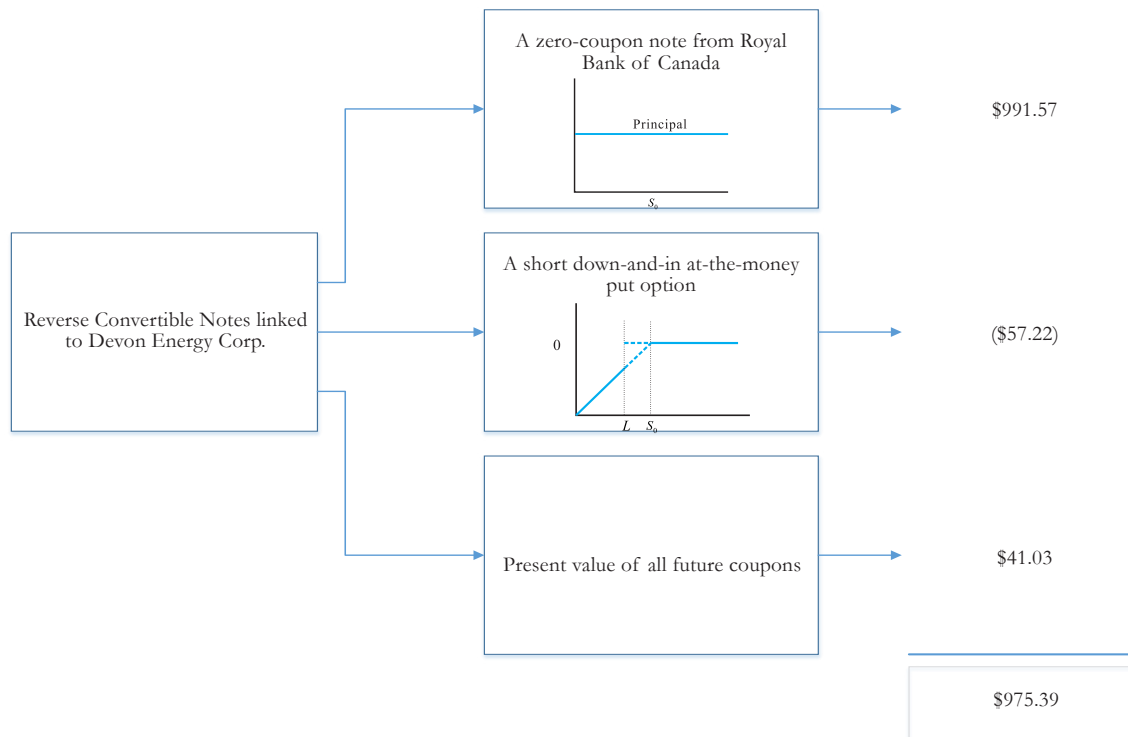 A zero-coupon note from Royal
Bank of Canada
Principal
S₀
$991.57
Reverse Convertible Notes linked
to Devon Energy Corp.
A short down-and-in at-the-money
put option
0
L S₀
($57.22)
Present value of all future coupons
$41.03
$975.39